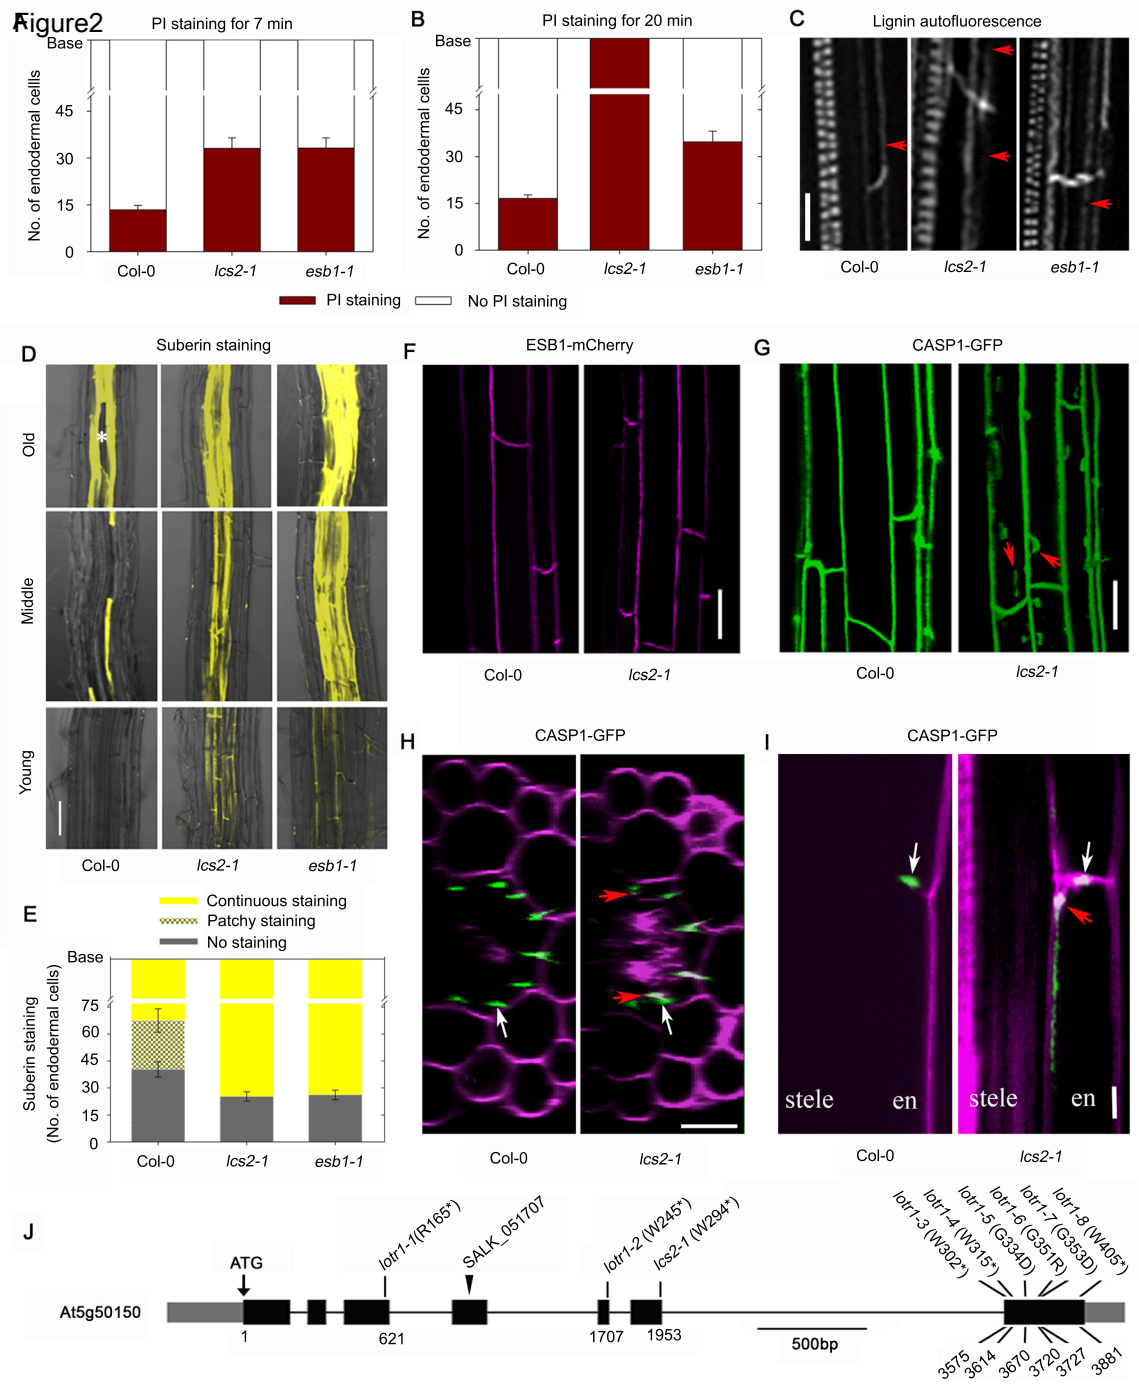 Figure2
A
PI staining for 7 min
No. of endodermal cellls
Base
45
30
15
0
Col-0
lcs2-1
esb1-1
B
PI staining for 20 min
No. of endodermal cellls
Base
45
30
15
0
Col-0
lcs2-1
esb1-1
PI staining
No PI staining
C
Lignin autofluorescence
Col-0
lcs2-1
esb1-1
D
Suberin staining
Old
*
Middle
Young
Col-0
lcs2-1
esb1-1
E
Continuous staining
Patchy staining
No staining
Suberin staining
(No. of endodermal cells)
Base
75
60
45
30
15
0
Col-0
lcs2-1
esb1-1
F
ESB1-mCherry
Col-0
lcs2-1
G
CASP1-GFP
Col-0
lcs2-1
H
CASP1-GFP
Col-0
lcs2-1
I
CASP1-GFP
stele en
stele en
Col-0
lcs2-1
J
ATG
lotr1-1(R165*)
SALK_051707
lotr1-2 (W245*)
lcs2-1 (W294*)
lotr1-3 (W302*)
lotr1-4 (W315*)
lotr1-5 (G334D)
lotr1-6 (G351R)
lotr1-7 (G353D)
lotr1-8 (W405*)
At5g50150
1
621
1707
1953
500bp
3575
3614
3670
3720
3727
3881